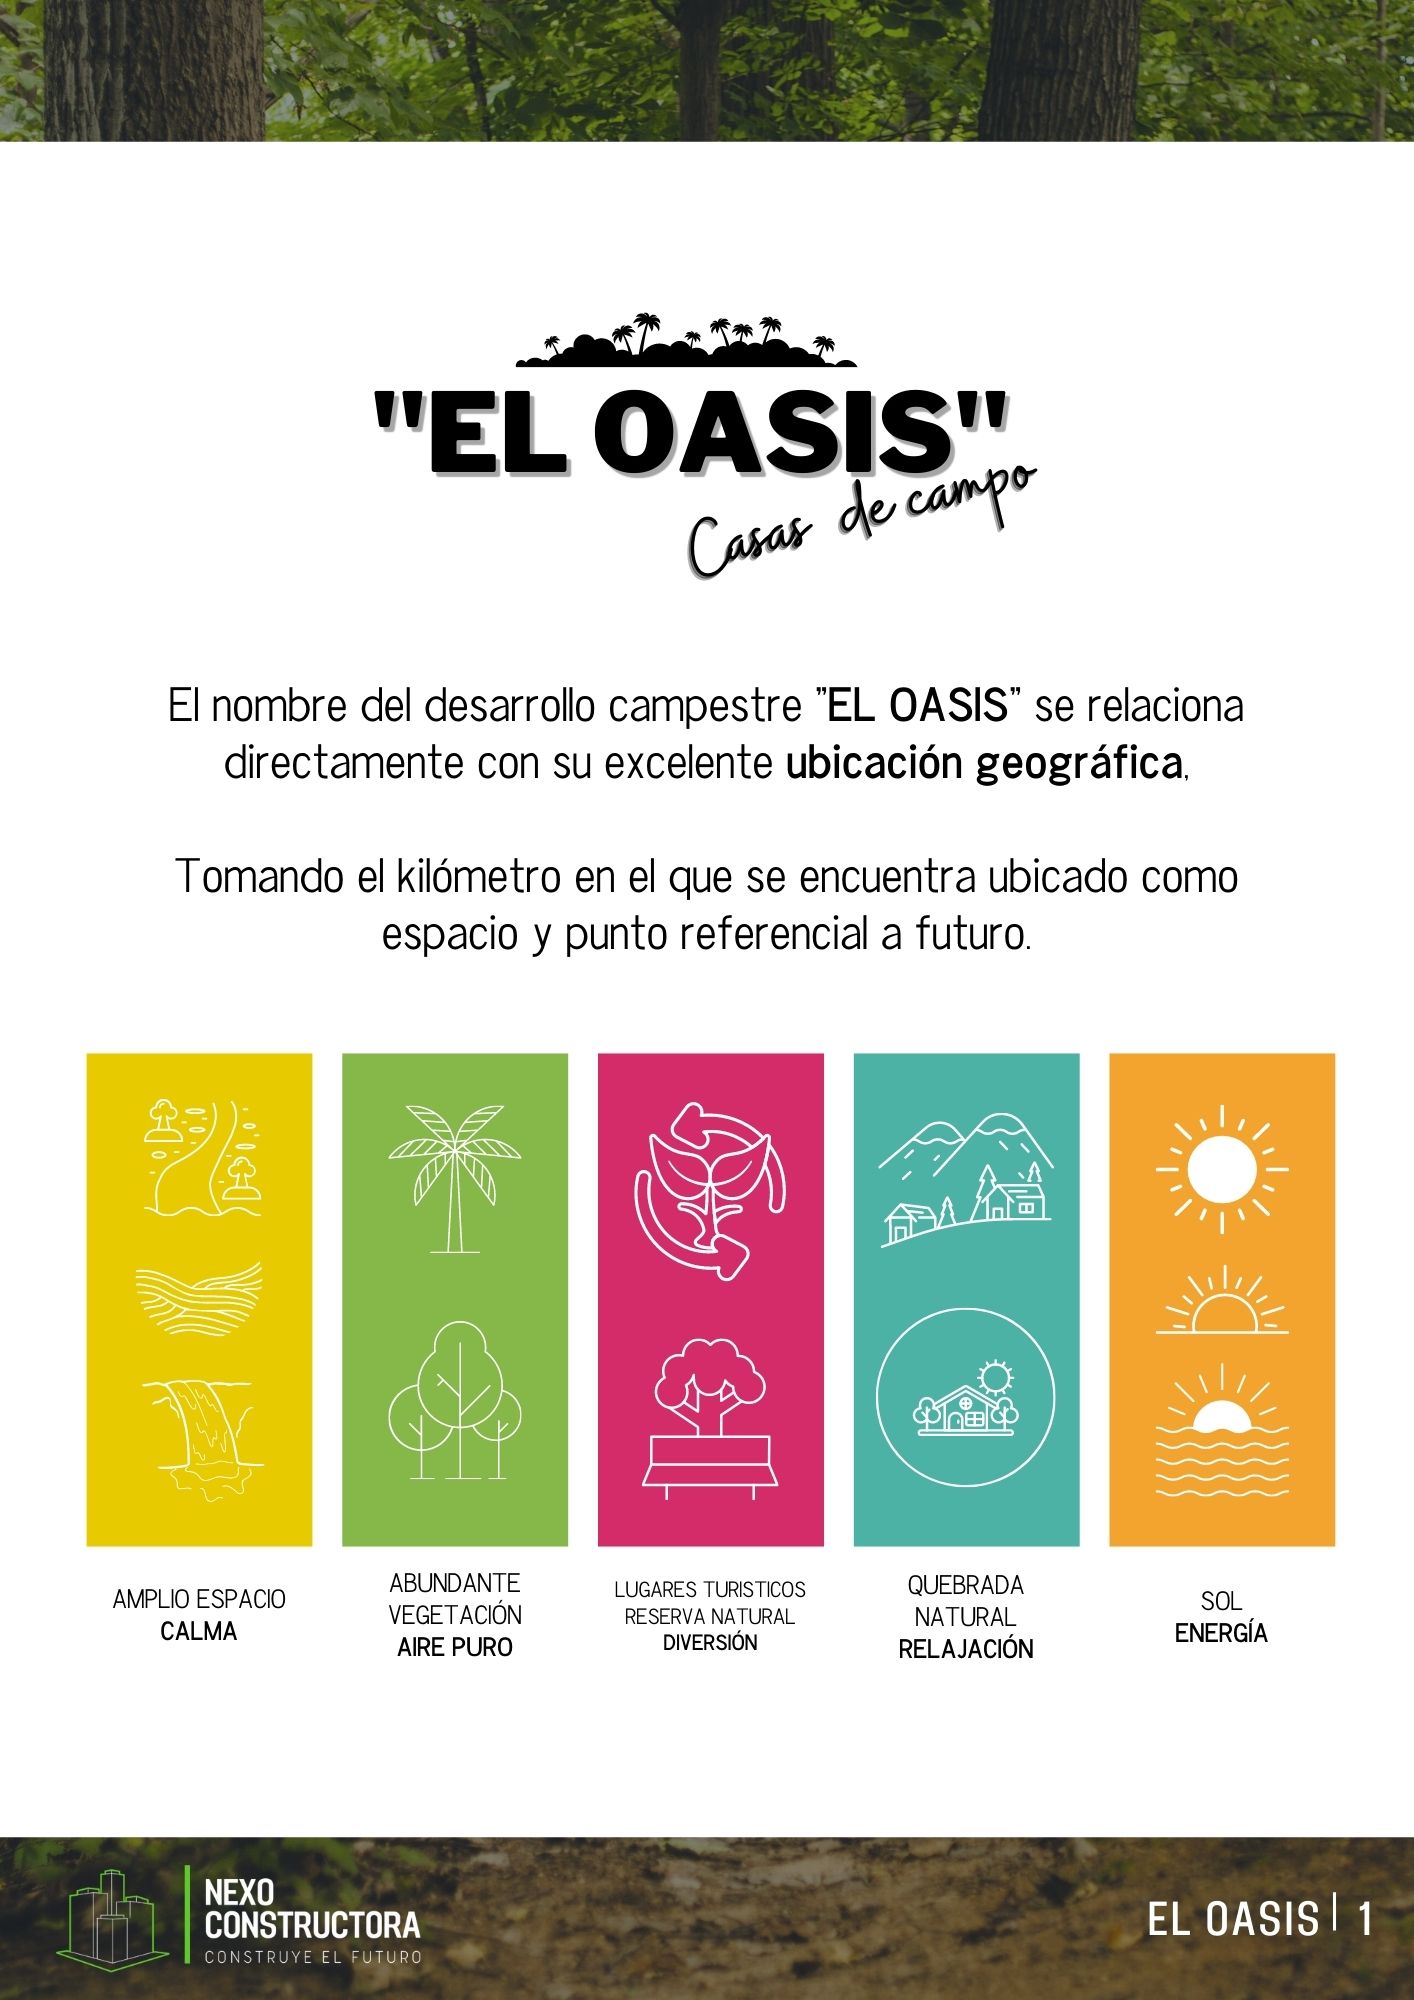 "EL OASIS"
Casas de campo
El nombre del desarrollo campestre "EL OASIS" se relaciona
directamente con su excelente ubicación geográfica,
Tomando el kilómetro en el que se encuentra ubicado como
espacio y punto referencial a futuro.
AMPLIO ESPACIO
CALMA
ABUNDANTE
VEGETACIÓN
AIRE PURO
LUGARES TURISTICOS
RESERVA NATURAL
DIVERSIÓN
QUEBRADA
NATURAL
RELAJACIÓN
SOL
ENERGÍA
NEXO
CONSTRUCTORA
CONSTRUYE EL FUTURO
EL OASIS | 1